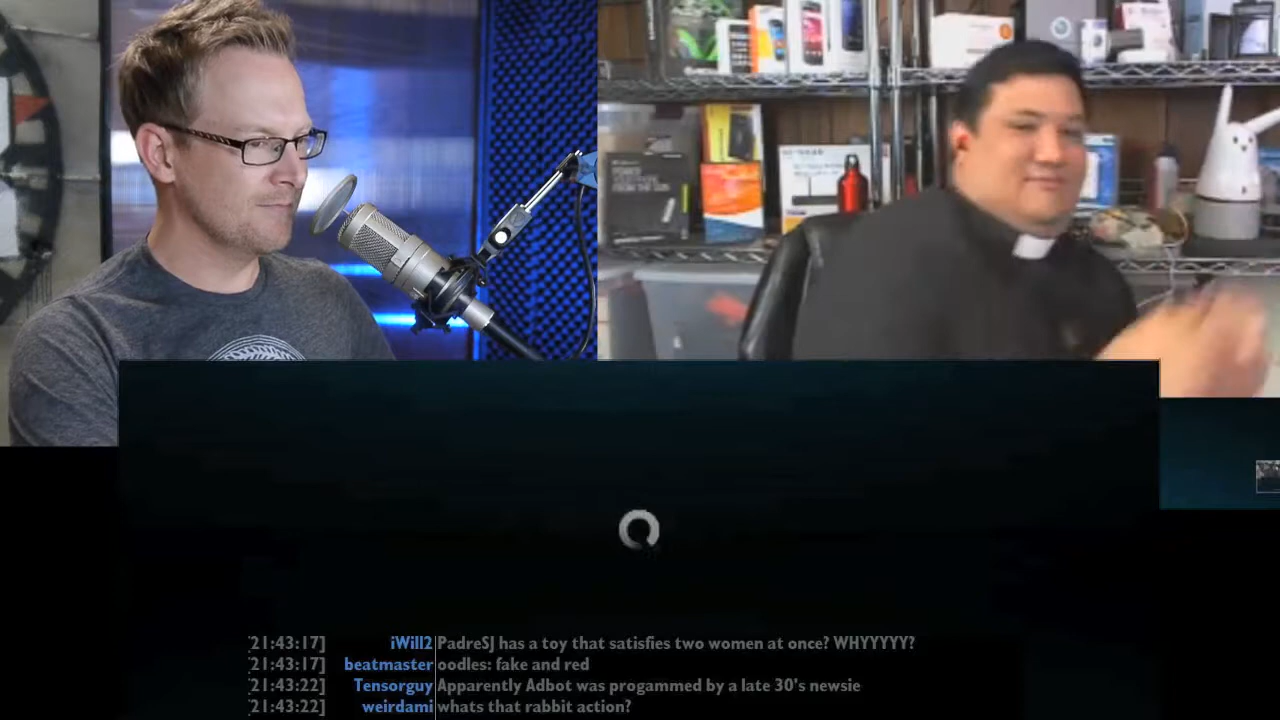 [21:43:17] iWill2 PadreSJ has a toy that satisfies two women at once? WHYYYYY?
[21:43:17] beatmaster oodles: fake and red
[21:43:22] Tensorguy Apparently Adbot was progammed by a late 30's newsie
[21:43:22] weirdami whats that rabbit action?